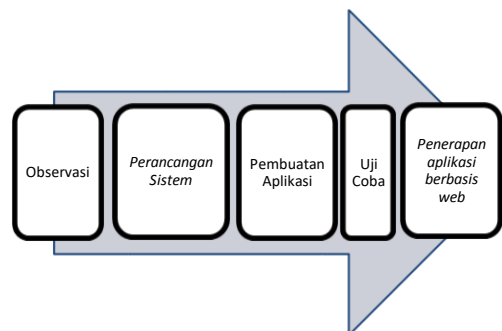 Observasi
Perancangan
Sistem
Pembuatan
Aplikasi
Uji
Coba
Penerapan
aplikasi
berbasis
web